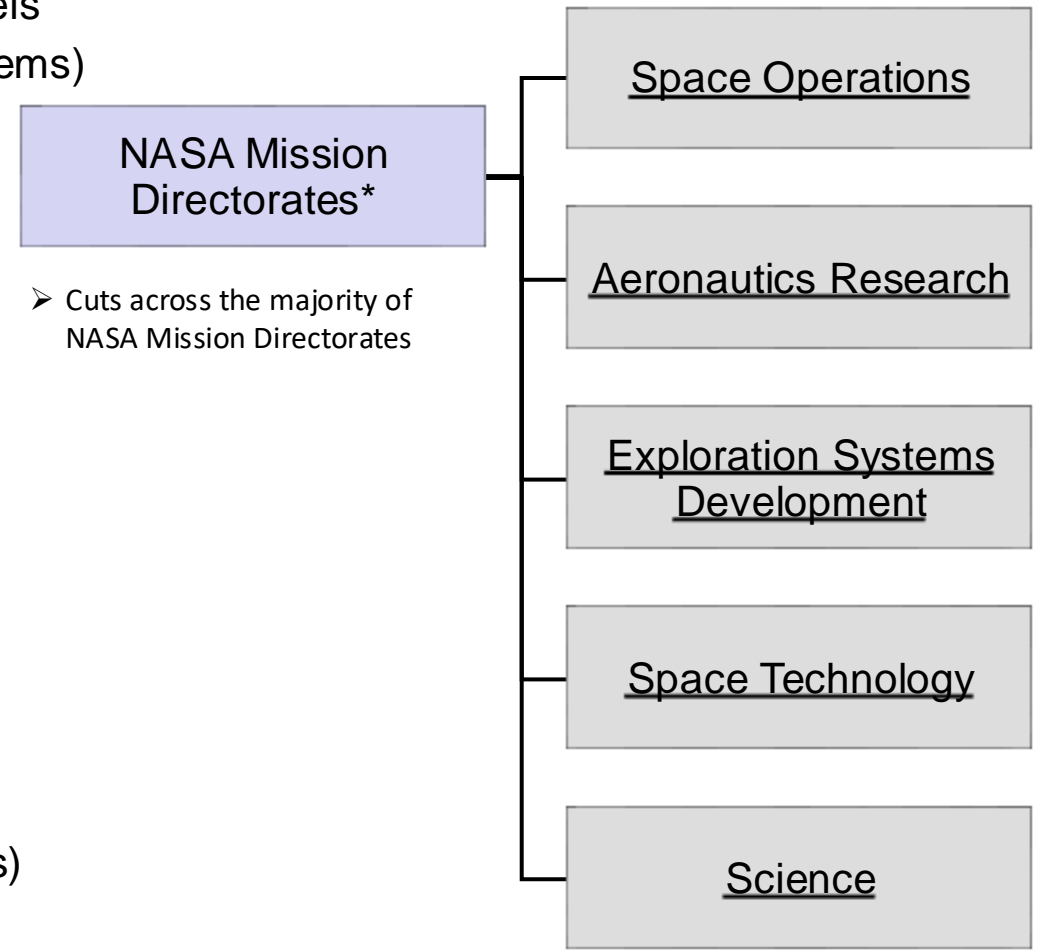 els
ems)
NASA Mission
Directorates*
➢ Cuts across the majority of
NASA Mission Directorates
Space Operations
Aeronautics Research
Exploration Systems
Development
Space Technology
Science
s)